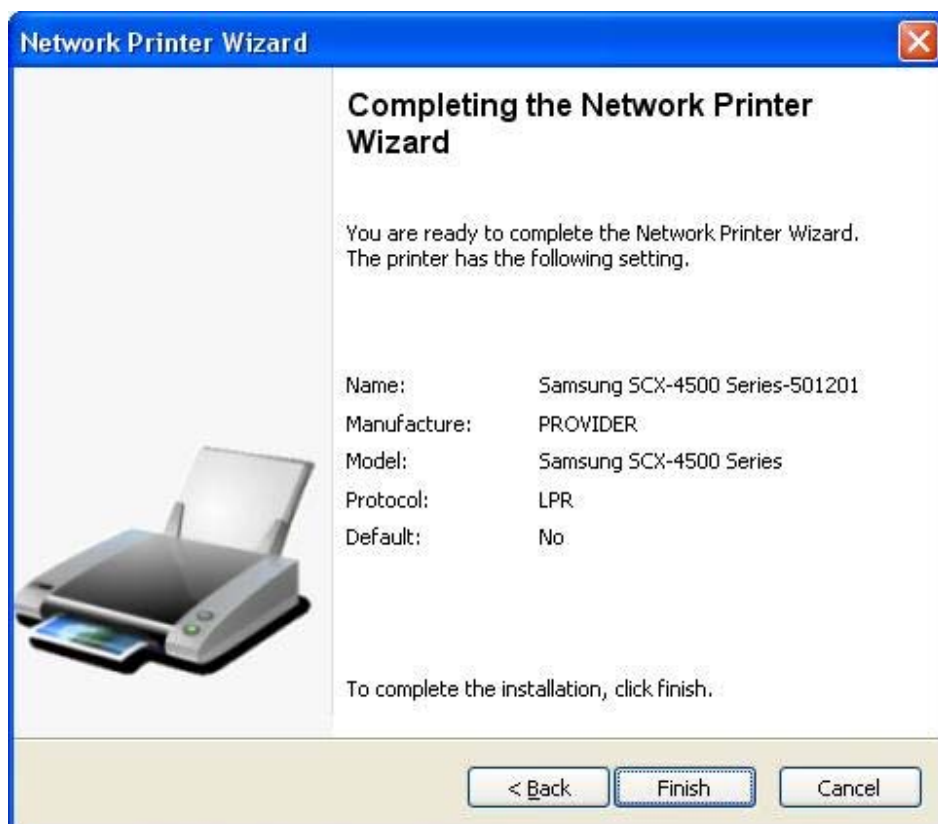 Network Printer Wizard
Completing the Network Printer
Wizard
You are ready to complete the Network Printer Wizard.
The printer has the following setting.
Name: Samsung SCX-4500 Series-501201
Manufacture: PROVIDER
Model: Samsung SCX-4500 Series
Protocol: LPR
Default: No
To complete the installation, click finish.
< Back Finish Cancel